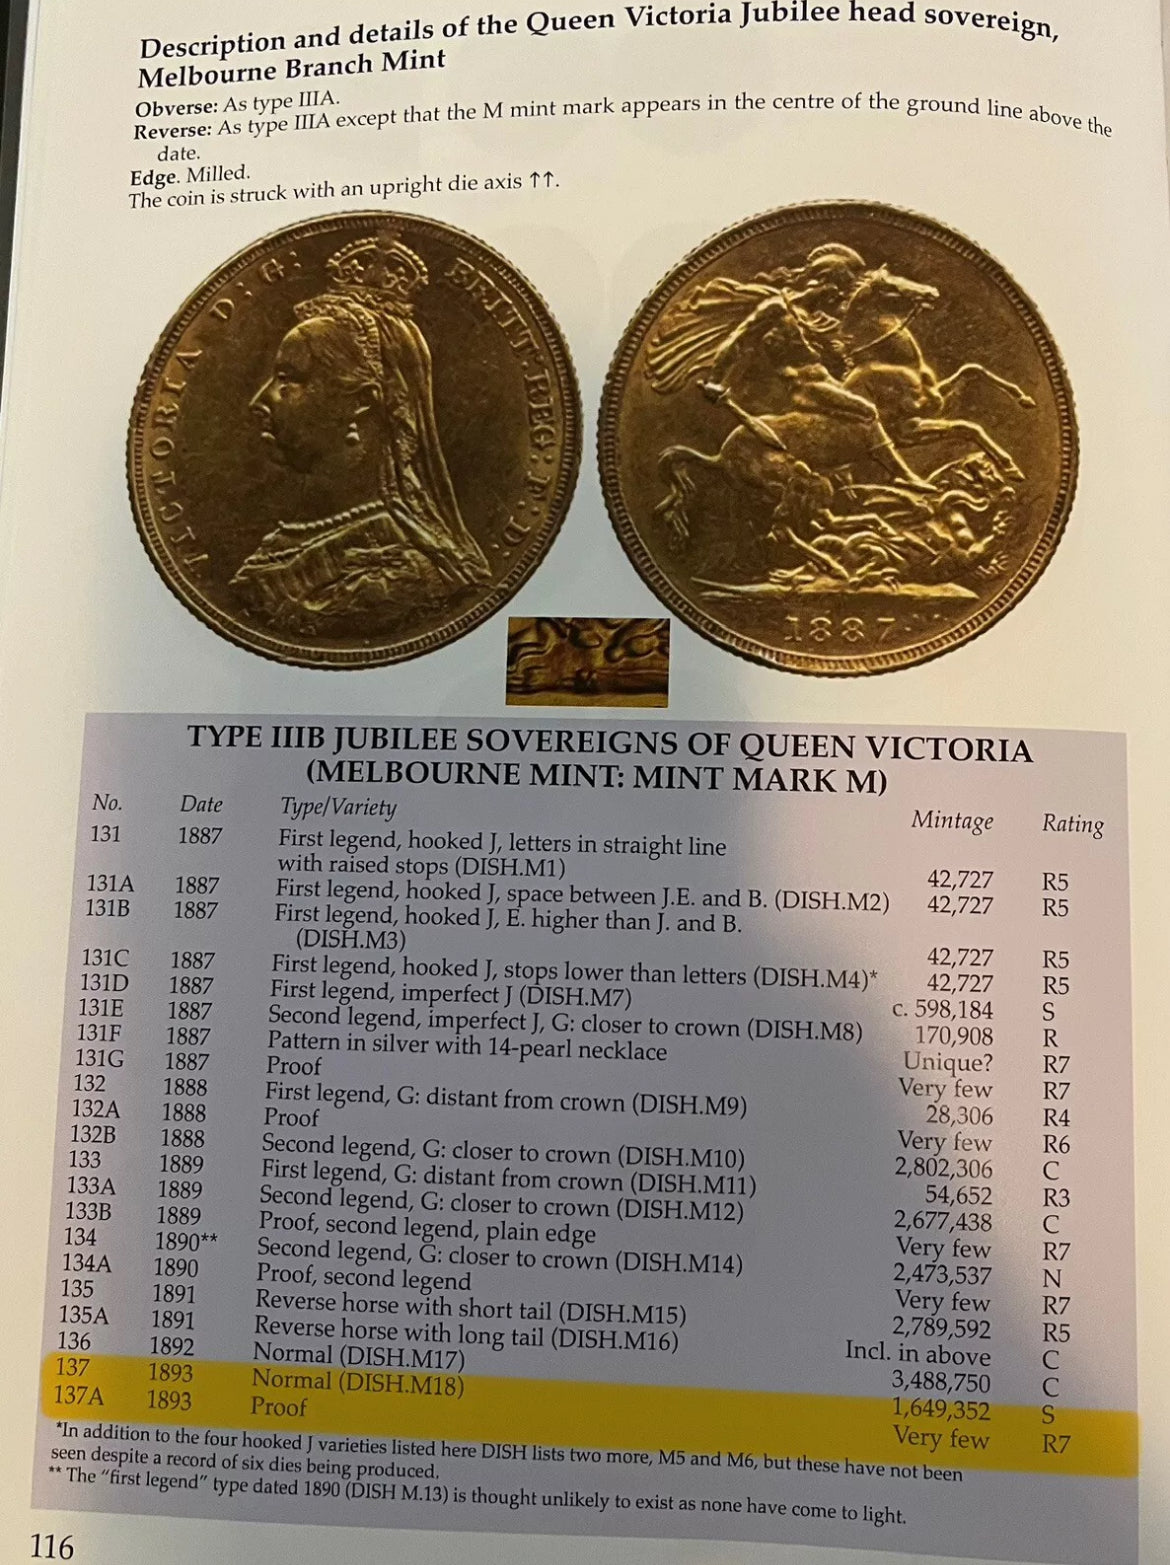 Description and details of the Queen Victoria Jubilee head sovereign,
Melbourne Branch Mint
Obverse: As type IIIA.
Reverse: As type IIIA except that the M mint mark appears in the centre of the ground line above the
date.
Edge. Milled.
The coin is struck with an upright die axis ↑↑.
VICTORIA D: G: BRITT: REG: F: D.
1887
TYPE IIIB JUBILEE SOVEREIGNS OF QUEEN VICTORIA
(MELBOURNE MINT: MINT MARK M)
No. Date Type/Variety Mintage Rating
131 1887 First legend, hooked J, letters in straight line
with raised stops (DISH.M1) 42,727 R5
131A 1887 First legend, hooked J, space between J.E. and B. (DISH.M2) 42,727 R5
131B 1887 First legend, hooked J, E. higher than J. and B.
(DISH.M3) 42,727 R5
131C 1887 First legend, hooked J, stops lower than letters (DISH.M4)* 42,727 R5
131D 1887 First legend, imperfect J (DISH.M7) c. 598,184 S
131E 1887 Second legend, imperfect J, G: closer to crown (DISH.M8) 170,908 R
131F 1887 Pattern in silver with 14-pearl necklace Unique? R7
131G 1887 Proof Very few R7
132 1888 First legend, G: distant from crown (DISH.M9) 28,306 R4
132A 1888 Proof Very few R6
132B 1888 Second legend, G: closer to crown (DISH.M10) 2,802,306 C
133 1889 First legend, G: distant from crown (DISH.M11) 54,652 R3
133A 1889 Second legend, G: closer to crown (DISH.M12) 2,677,438 C
133B 1889 Proof, second legend, plain edge Very few R7
134 1890** Second legend, G: closer to crown (DISH.M14) 2,473,537 N
134A 1890 Proof, second legend Very few R7
135 1891 Reverse horse with short tail (DISH.M15) 2,789,592 R5
135A 1891 Reverse horse with long tail (DISH.M16) Incl. in above C
136 1892 Normal (DISH.M17) 3,488,750 C
137 1893 Normal (DISH.M18) 1,649,352 S
137A 1893 Proof Very few R7
*In addition to the four hooked J varieties listed here DISH lists two more, M5 and M6, but these have not been
seen despite a record of six dies being produced.
** The "first legend" type dated 1890 (DISH M.13) is thought unlikely to exist as none have come to light.
116